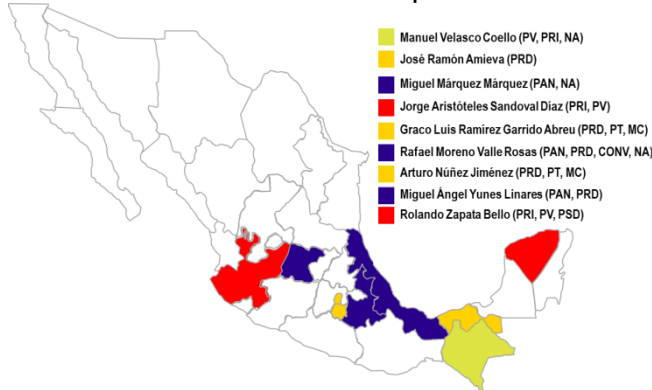 Manuel Velasco Coello (PV, PRI, NA)
José Ramón Amieva (PRD)
Miguel Márquez Márquez (PAN, NA)
Jorge Aristóteles Sandoval Díaz (PRI, PV)
Graco Luis Ramírez Garrido Abreu (PRD, PT, MC)
Rafael Moreno Valle Rosas (PAN, PRD, CONV, NA)
Arturo Núñez Jiménez (PRD, PT, MC)
Miguel Ángel Yunes Linares (PAN, PRD)
Rolando Zapata Bello (PRI, PV, PSD)